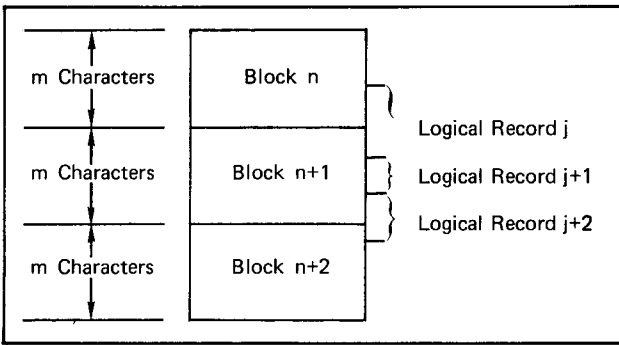 m Characters Block n
Logical Record j
m Characters Block n+1 Logical Record j+1
Logical Record j+2
m Characters Block n+2